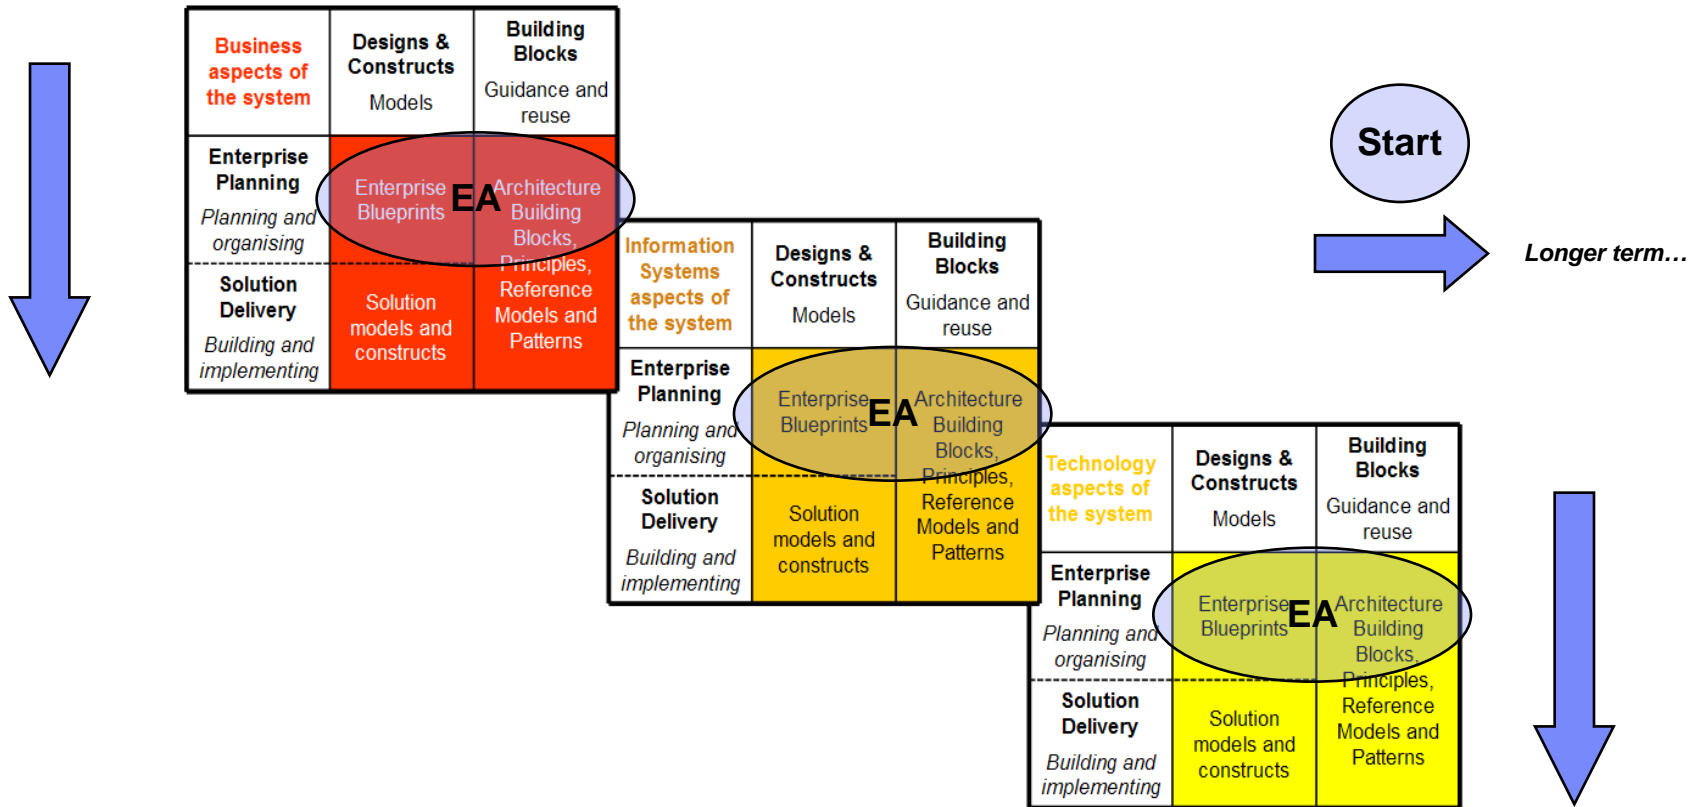 Business
aspects of
the system
Designs &
Constructs
Models
Building
Blocks
Guidance and
reuse
Enterprise
Planning
Planning and
organising
Enterprise
Blueprints
EA
Architecture
Building
Blocks,
Principles,
Reference
Models and
Patterns
Solution
Delivery
Building and
implementing
Solution
models and
constructs
Information
Systems
aspects of
the system
Designs &
Constructs
Models
Building
Blocks
Guidance and
reuse
Enterprise
Planning
Planning and
organising
Enterprise
Blueprints
EA
Architecture
Building
Blocks,
Principles,
Reference
Models and
Patterns
Solution
Delivery
Building and
implementing
Solution
models and
constructs
Technology
aspects of
the system
Designs &
Constructs
Models
Building
Blocks
Guidance and
reuse
Enterprise
Planning
Planning and
organising
Enterprise
Blueprints
EA
Architecture
Building
Blocks,
Principles,
Reference
Models and
Patterns
Solution
Delivery
Building and
implementing
Solution
models and
constructs
Start
Longer term…